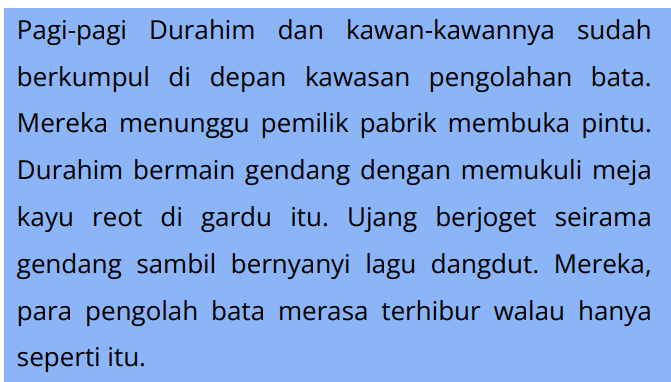 Pagi-pagi Durahim dan kawan-kawannya sudah
berkumpul di depan kawasan pengolahan bata.
Mereka menunggu pemilik pabrik membuka pintu.
Durahim bermain gendang dengan memukuli meja
kayu reot di gardu itu. Ujang berjoget seirama
gendang sambil bernyanyi lagu dangdut. Mereka,
para pengolah bata merasa terhibur walau hanya
seperti itu.